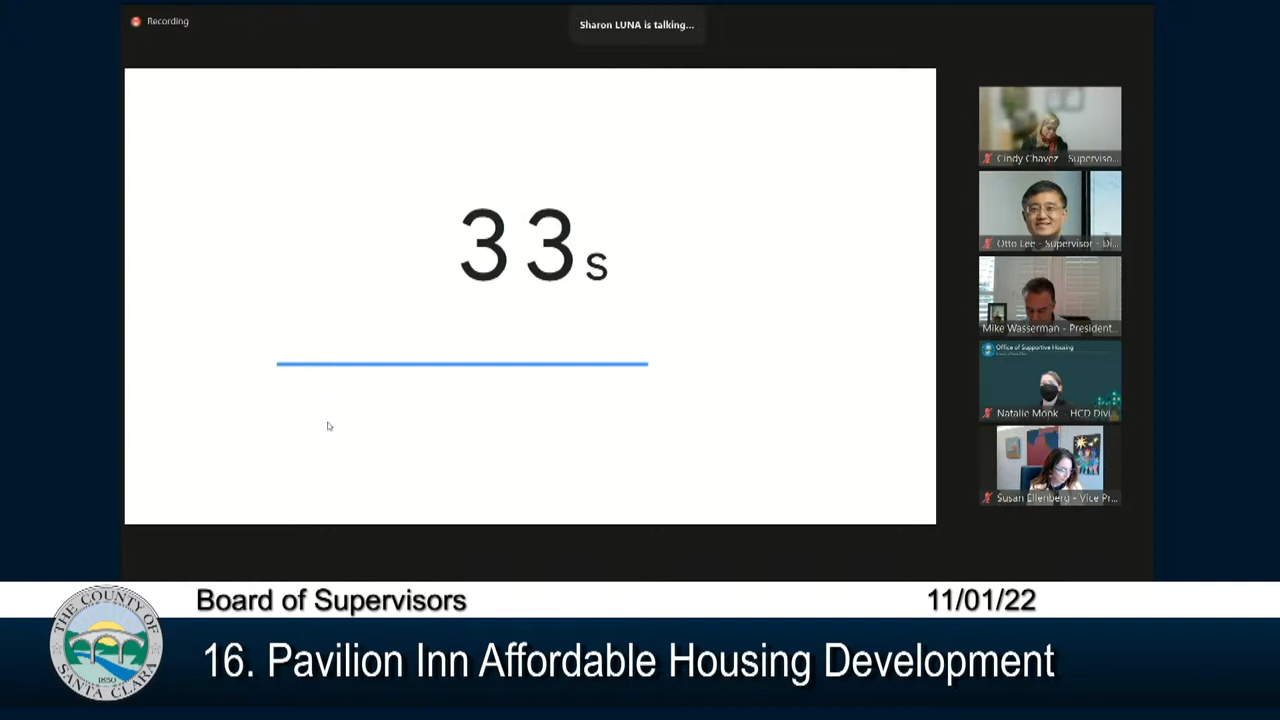 Recording
Sharon LUNA is talking...
33s
Cindy Chavez - Superviso...
Otto Lee - Supervisor - Di...
Mike Wasserman - President...
Office of Supportive Housing
Natalie Monk - HCD Divi...
Susan Ellenberg - Vice Pr...
Board of Supervisors
11/01/22
THE COUNTY OF
SANTA CLARA
1850
16. Pavilion Inn Affordable Housing Development